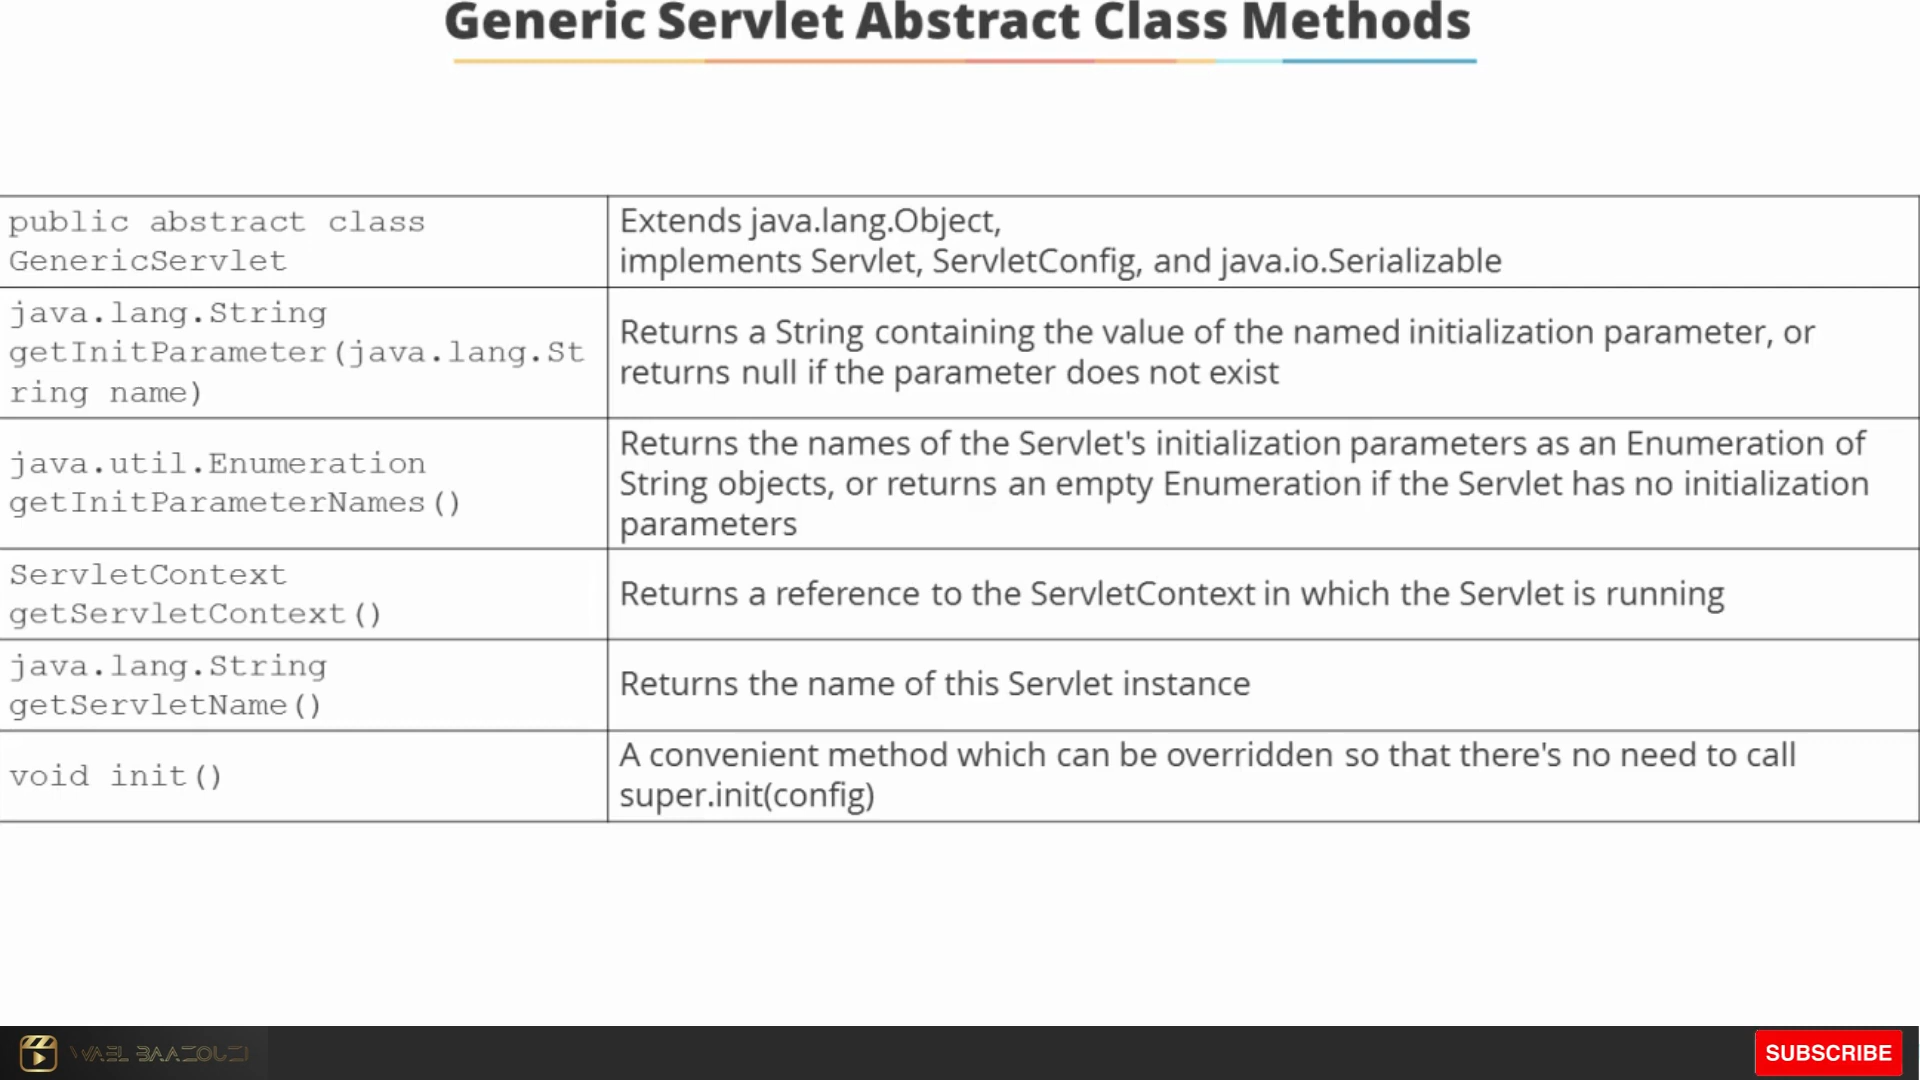 Generic Servlet Abstract Class Methods
public abstract class
GenericServlet
Extends java.lang.Object,
implements Servlet, ServletConfig, and java.io.Serializable
java.lang.String
getInitParameter(java.lang.St
ring name)
Returns a String containing the value of the named initialization parameter, or
returns null if the parameter does not exist
java.util.Enumeration
getInitParameterNames()
Returns the names of the Servlet's initialization parameters as an Enumeration of
String objects, or returns an empty Enumeration if the Servlet has no initialization
parameters
ServletContext
getServletContext()
Returns a reference to the ServletContext in which the Servlet is running
java.lang.String
getServletName()
Returns the name of this Servlet instance
void init()
A convenient method which can be overridden so that there's no need to call
super.init(config)
SUBSCRIBE